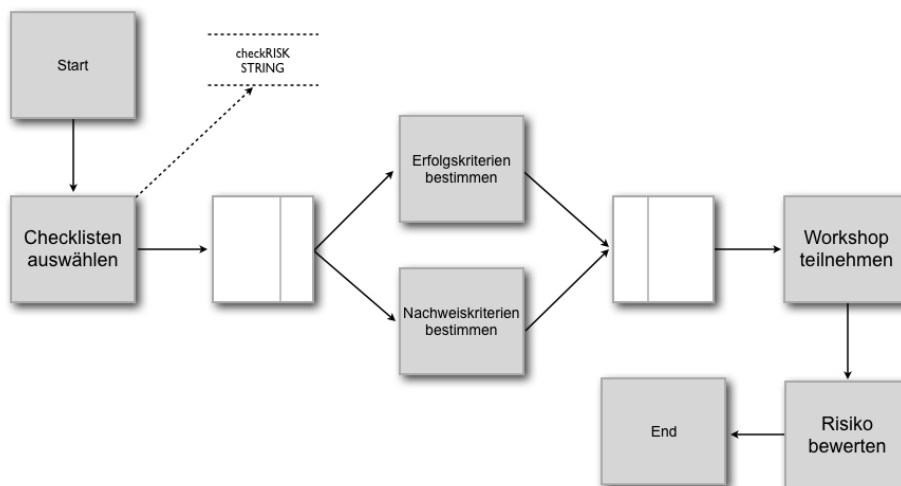 Start
checkRISK
STRING
Checklisten
auswählen
Erfolgskriterien
bestimmen
Nachweiskriterien
bestimmen
Workshop
teilnehmen
Risiko
bewerten
End